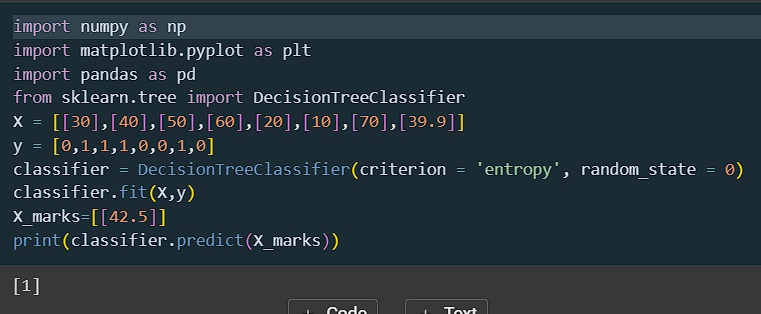 import numpy as np
import matplotlib.pyplot as plt
import pandas as pd
from sklearn.tree import DecisionTreeClassifier
X = [[30],[40],[50],[60],[20],[10],[70],[39.9]]
y = [0,1,1,1,0,0,1,0]
classifier = DecisionTreeClassifier(criterion = 'entropy', random_state = 0)
classifier.fit(X,y)
X_marks=[[42.5]]
print(classifier.predict(X_marks))
[1]
+ Code + Text